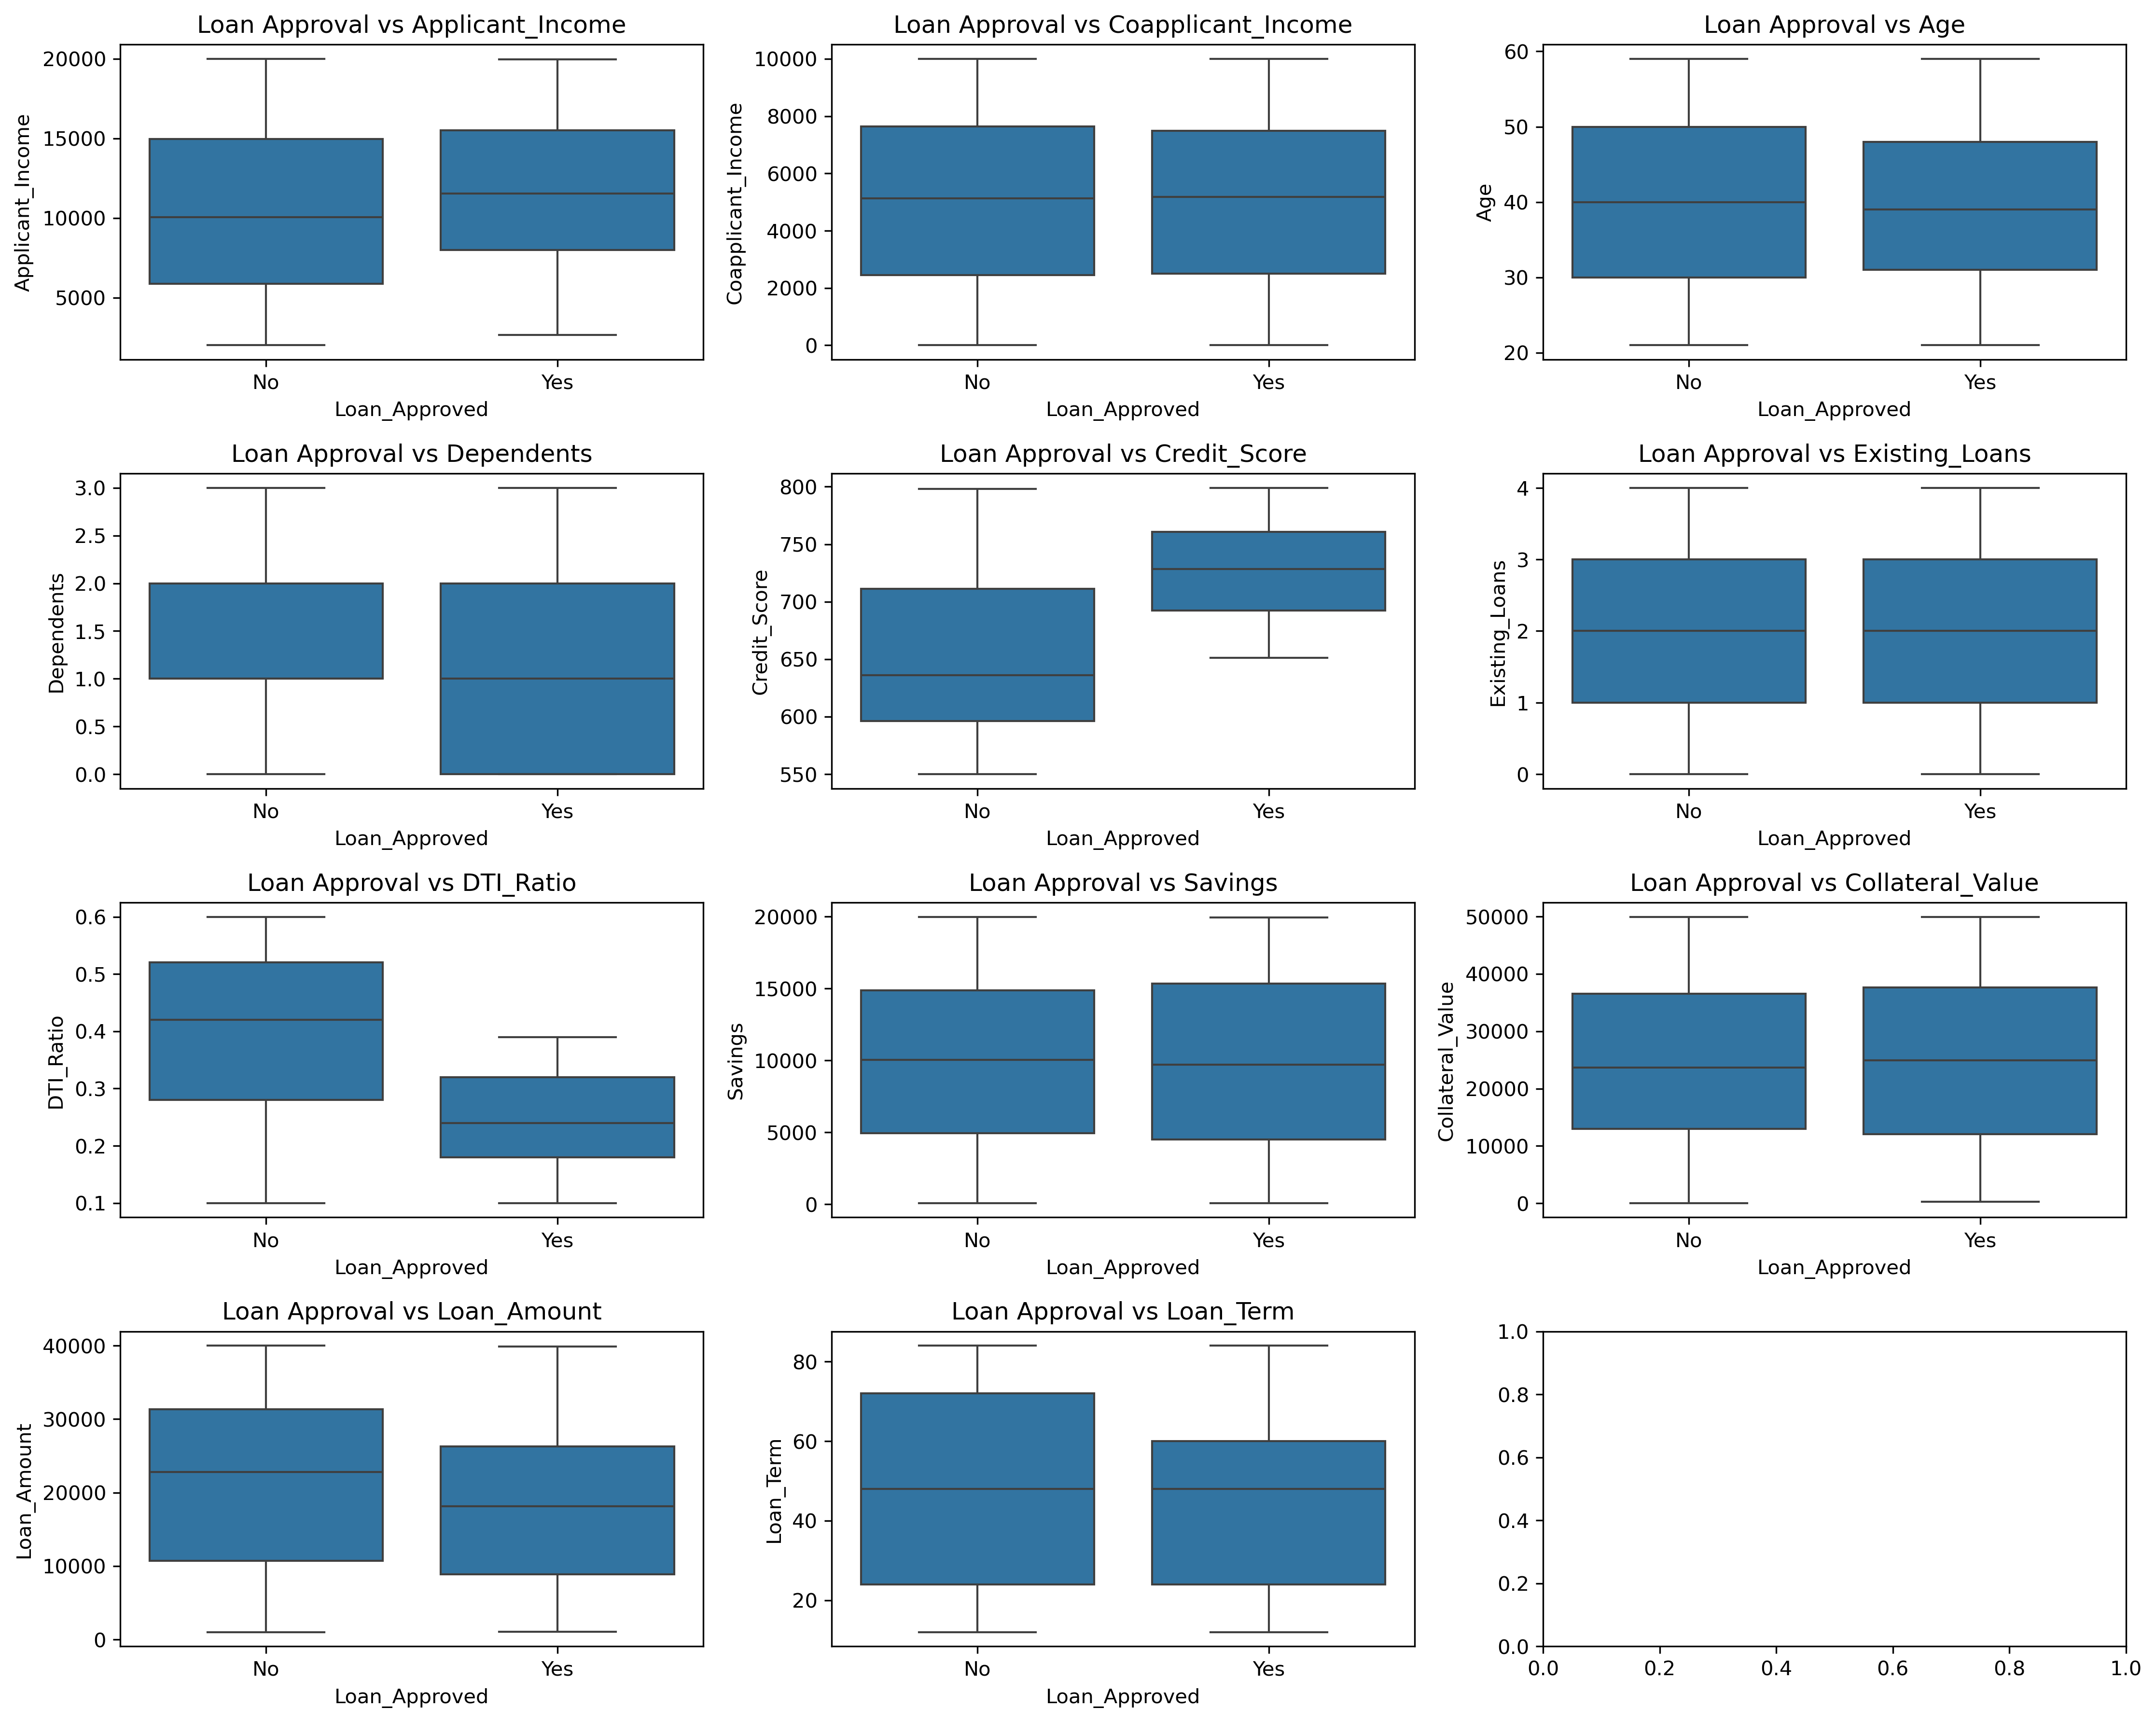 Loan Approval vs Applicant_Income
20000
15000
10000
5000
Applicant_Income
No Yes
Loan_Approved
Loan Approval vs Coapplicant_Income
10000
8000
6000
4000
2000
0
Coapplicant_Income
No Yes
Loan_Approved
Loan Approval vs Age
60
50
40
30
20
Age
No Yes
Loan_Approved
Loan Approval vs Dependents
3.0
2.5
2.0
1.5
1.0
0.5
0.0
Dependents
No Yes
Loan_Approved
Loan Approval vs Credit_Score
800
750
700
650
600
550
Credit_Score
No Yes
Loan_Approved
Loan Approval vs Existing_Loans
4
3
2
1
0
Existing_Loans
No Yes
Loan_Approved
Loan Approval vs DTI_Ratio
0.6
0.5
0.4
0.3
0.2
0.1
DTI_Ratio
No Yes
Loan_Approved
Loan Approval vs Savings
20000
15000
10000
5000
0
Savings
No Yes
Loan_Approved
Loan Approval vs Collateral_Value
50000
40000
30000
20000
10000
0
Collateral_Value
No Yes
Loan_Approved
Loan Approval vs Loan_Amount
40000
30000
20000
10000
0
Loan_Amount
No Yes
Loan_Approved
Loan Approval vs Loan_Term
80
60
40
20
Loan_Term
No Yes
Loan_Approved
1.0
0.8
0.6
0.4
0.2
0.0
0.0 0.2 0.4 0.6 0.8 1.0